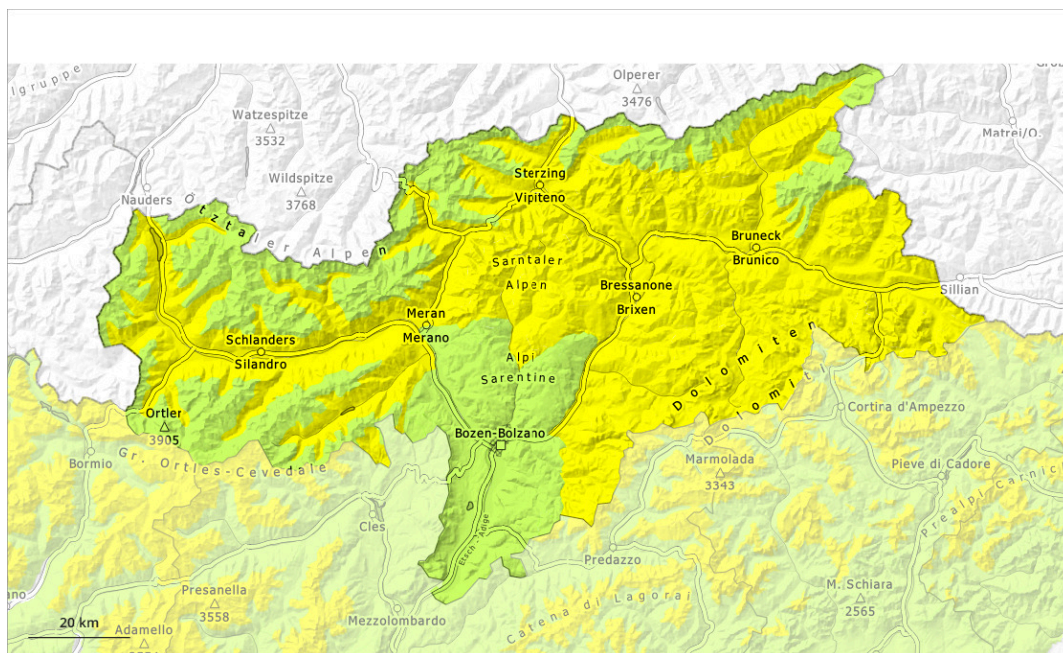 Olperer
3476
lgruppe
Watzespitze
3532
Matrei/O.
Wildspitze
3768
Nauders
Sterzing
Vipiteno
Ötztaler Alpen
Bruneck
Brunico
Sarntaler
Alpen
Sillian
Bressanone
Brixen
Meran
Merano
Schlanders
Silandro
Alpi
Sarentine
Dolomiten
Dolomiti
Ortler
3905
Cortina d'Ampezzo
Bozen-Bolzano
Gr. Ortles-Cevedale
Bormio
Marmolada
3343
Pieve di Cadore
Prealpi Carnic
Cles
Etsch - Adige
Predazzo
Presanella
3558
M. Schiara
2565
ano
Mezzolombardo
Catena di Lagorai
20 km
Adamello